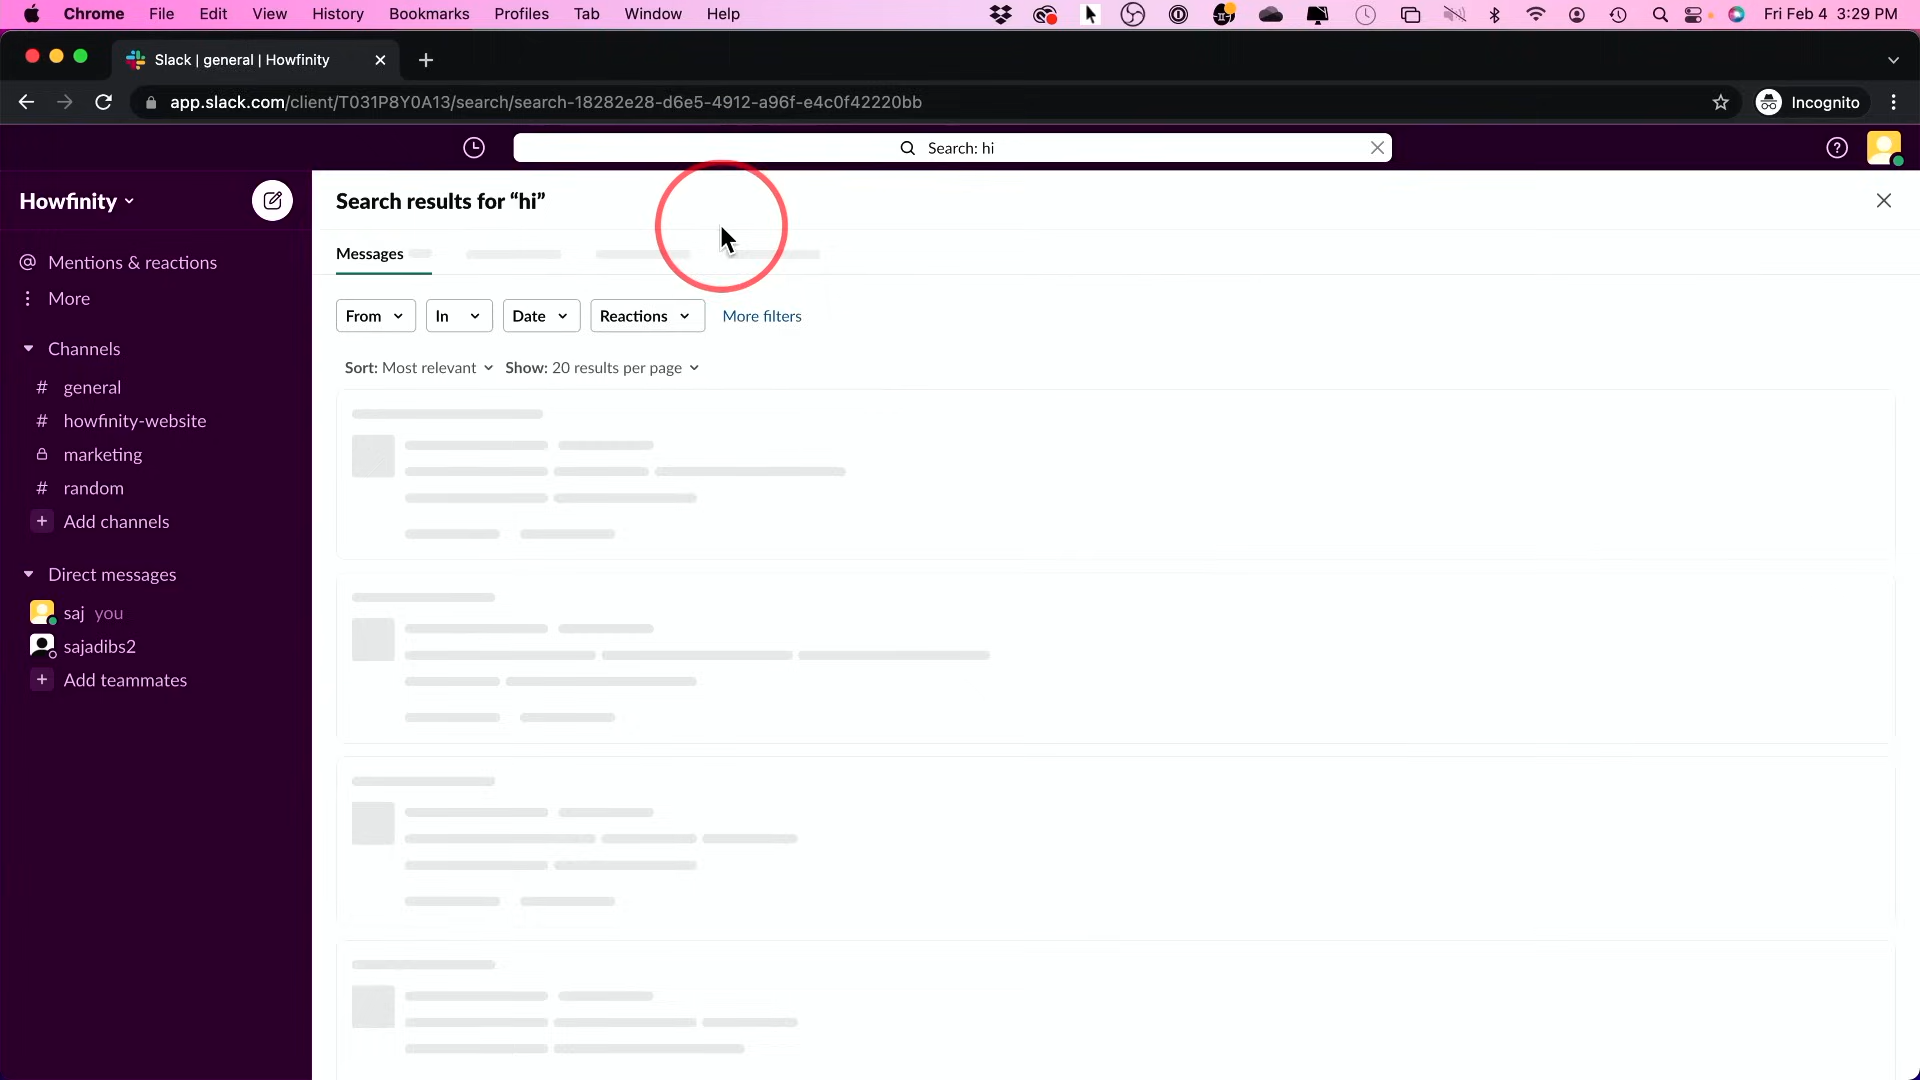 Chrome File Edit View History Bookmarks Profiles Tab Window Help Fri Feb 4 3:29 PM
Slack | general | Howfinity
app.slack.com/client/T031P8Y0A13/search/search-18282e28-d6e5-4912-a96f-e4c0f42220bb Incognito
Search: hi
Howfinity
Search results for “hi”
Messages
Mentions & reactions
More
From In Date Reactions More filters
Sort: Most relevant Show: 20 results per page
Channels
# general
# howfinity-website
marketing
# random
+ Add channels
Direct messages
saj you
sajadibs2
+ Add teammates